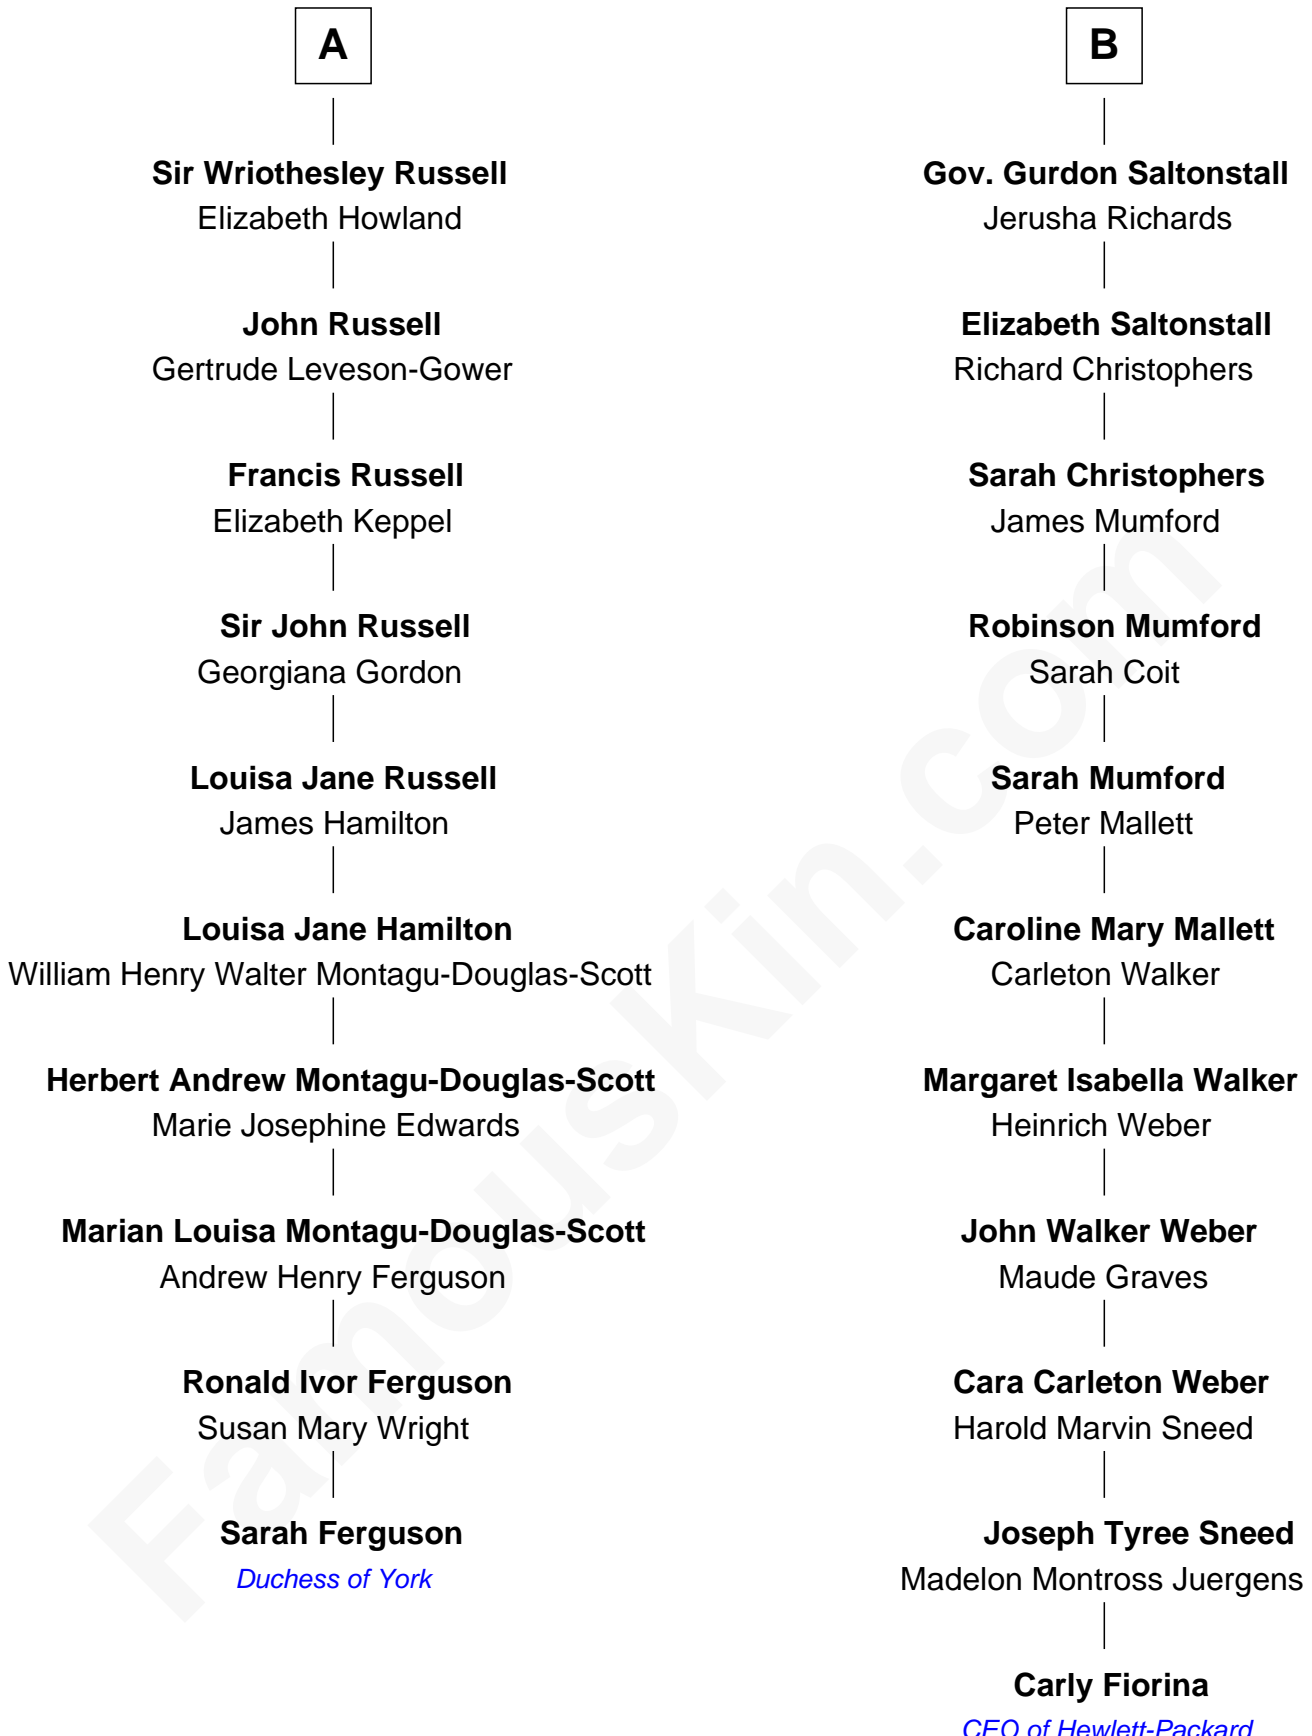 A
Sir Wriothesley Russell
Elizabeth Howland
John Russell
Gertrude Leveson-Gower
Francis Russell
Elizabeth Keppel
Sir John Russell
Georgiana Gordon
Louisa Jane Russell
James Hamilton
Louisa Jane Hamilton
William Henry Walter Montagu-Douglas-Scott
Herbert Andrew Montagu-Douglas-Scott
Marie Josephine Edwards
Marian Louisa Montagu-Douglas-Scott
Andrew Henry Ferguson
Ronald Ivor Ferguson
Susan Mary Wright
Sarah Ferguson
Duchess of York
B
Gov. Gurdon Saltonstall
Jerusha Richards
Elizabeth Saltonstall
Richard Christophers
Sarah Christophers
James Mumford
Robinson Mumford
Sarah Coit
Sarah Mumford
Peter Mallett
Caroline Mary Mallett
Carleton Walker
Margaret Isabella Walker
Heinrich Weber
John Walker Weber
Maude Graves
Cara Carleton Weber
Harold Marvin Sneed
Joseph Tyree Sneed
Madelon Montross Juergens
Carly Fiorina
CEO of Hewlett-Packard
FamousKin.com